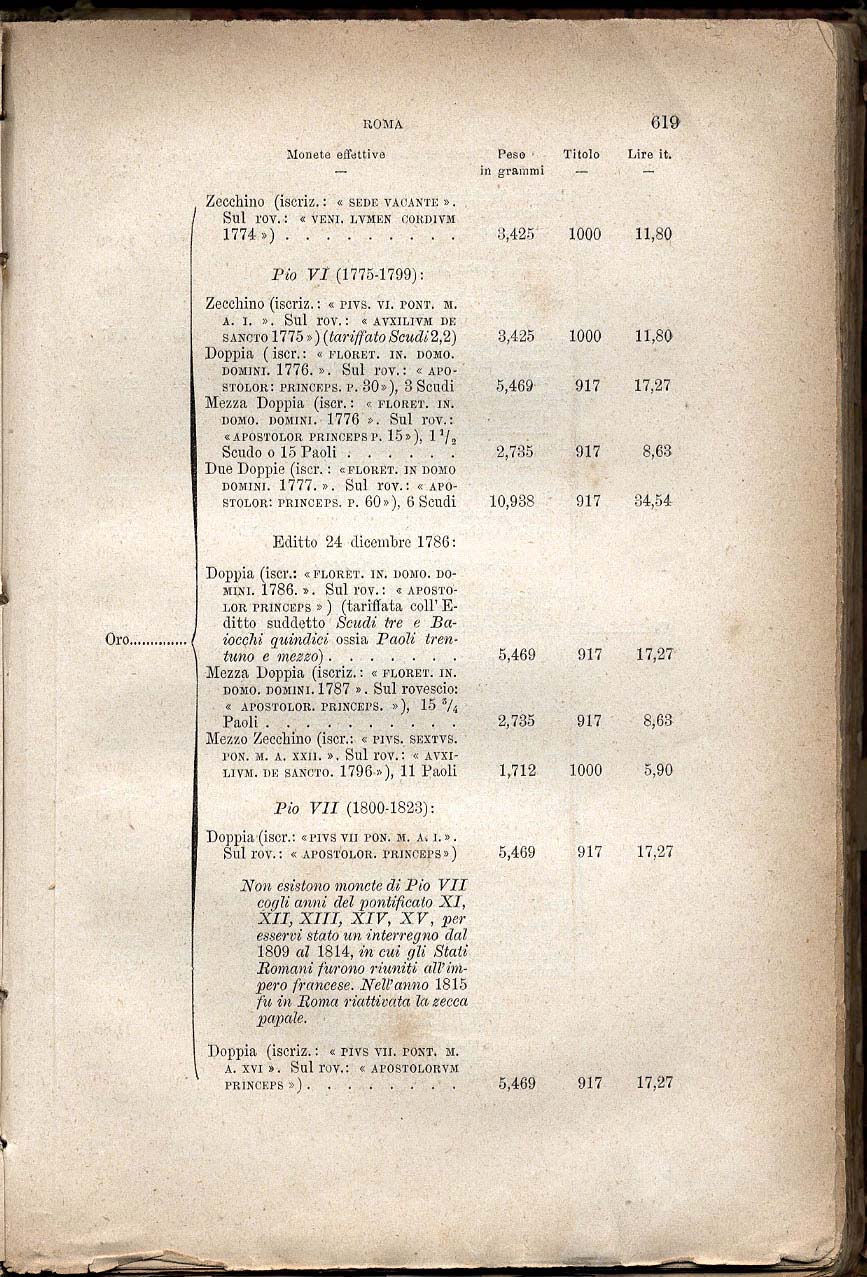 ROMA 619
Monete effettive Peso in grammi Titolo Lire it.
Zecchino (iscriz.: « SEDE VACANTE ».
Sul rov.: « VENI. LVMEN CORDIVM
1774 ») . . . . . . . . . 3,425 1000 11,80
Pio VI (1775-1799):
Zecchino (iscriz.: « PIVS. VI. PONT. M.
A. I. ». Sul rov.: « AVXILIVM DE
SANCTO 1775 ») (tariffato Scudi 2,2) 3,425 1000 11,80
Doppia (iscr.: « FLORET. IN. DOMO.
DOMINI. 1776. ». Sul rov.: « APO-
STOLOR: PRINCEPS. P. 30»), 3 Scudi 5,469 917 17,27
Mezza Doppia (iscr.: « FLORET. IN.
DOMO. DOMINI. 1776 ». Sul rov.:
«APOSTOLOR PRINCEPS P. 15»), 1 1/2
Scudo o 15 Paoli . . . . . . 2,735 917 8,63
Due Doppie (iscr.: «FLORET. IN DOMO
DOMINI. 1777. ». Sul rov.: « APO-
STOLOR: PRINCEPS. P. 60»), 6 Scudi 10,938 917 34,54
Editto 24 dicembre 1786:
Doppia (iscr.: «FLORET. IN. DOMO. DO-
MINI. 1786. ». Sul rov.: « APOSTO-
LOR PRINCEPS ») (tariffata coll' E-
ditto suddetto Scudi tre e Ba-
Oro..............
iocchi quindici ossia Paoli tren-
tuno e mezzo) . . . . . . . 5,469 917 17,27
Mezza Doppia (iscriz.: « FLORET. IN.
DOMO. DOMINI. 1787 ». Sul rovescio:
« APOSTOLOR. PRINCEPS. »), 15 3/4
Paoli . . . . . . . . . . 2,735 917 8,63
Mezzo Zecchino (iscr.: « PIVS. SEXTVS.
PON. M. A. XXII. ». Sul rov.: « AVXI-
LIVM. DE SANCTO. 1796 »), 11 Paoli 1,712 1000 5,90
Pio VII (1800-1823):
Doppia (iscr.: «PIVS VII PON. M. A. I.».
Sul rov.: « APOSTOLOR. PRINCEPS») 5,469 917 17,27
Non esistono monete di Pio VII
cogli anni del pontificato XI,
XII, XIII, XIV, XV, per
esservi stato un interregno dal
1809 al 1814, in cui gli Stati
Romani furono riuniti all'im-
pero francese. Nell'anno 1815
fu in Roma riattivata la zecca
papale.
Doppia (iscriz.: « PIVS VII. PONT. M.
A. XVI ». Sul rov.: « APOSTOLORVM
PRINCEPS ») . . . . . . . . 5,469 917 17,27